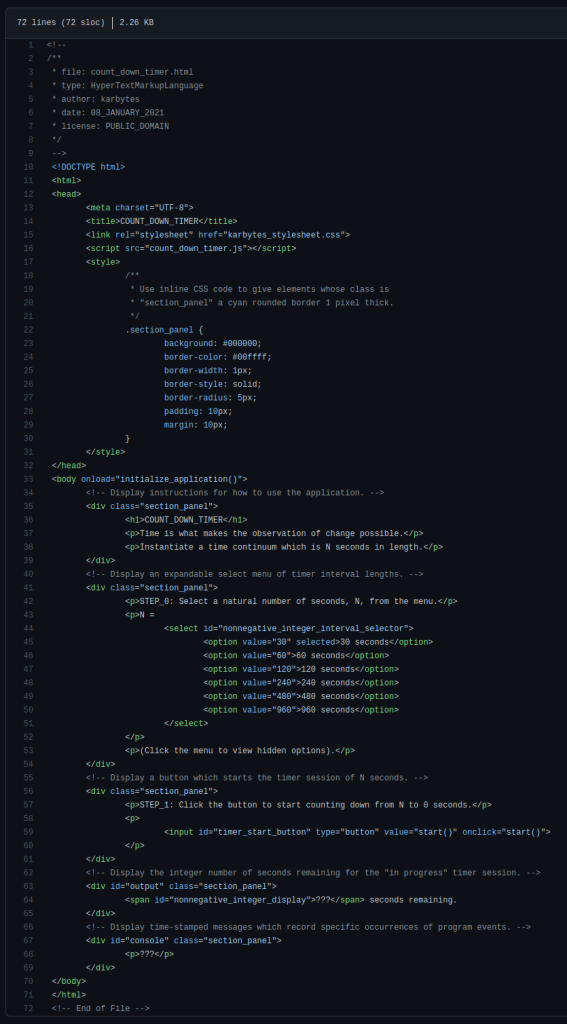 72 lines (72 sloc) | 2.26 KB
1 <!--
2 /**
3  * file: count_down_timer.html
4  * type: HyperTextMarkupLanguage
5  * author: karbytes
6  * date: 08_JANUARY_2021
7  * license: PUBLIC_DOMAIN
8  */
9 -->
10 <!DOCTYPE html>
11 <html>
12 <head>
13 <meta charset="UTF-8">
14 <title>COUNT_DOWN_TIMER</title>
15 <link rel="stylesheet" href="karbytes_stylesheet.css">
16 <script src="count_down_timer.js"></script>
17 <style>
18 /**
19  * Use inline CSS code to give elements whose class is
20  * "section_panel" a cyan rounded border 1 pixel thick.
21  */
22 .section_panel {
23 background: #000000;
24 border-color: #00ffff;
25 border-width: 1px;
26 border-style: solid;
27 border-radius: 5px;
28 padding: 10px;
29 margin: 10px;
30 }
31 </style>
32 </head>
33 <body onload="initialize_application()">
34 <!-- Display instructions for how to use the application. -->
35 <div class="section_panel">
36 <h1>COUNT_DOWN_TIMER</h1>
37 <p>Time is what makes the observation of change possible.</p>
38 <p>Instantiate a time continuum which is N seconds in length.</p>
39 </div>
40 <!-- Display an expandable select menu of timer interval lengths. -->
41 <div class="section_panel">
42 <p>STEP_0: Select a natural number of seconds, N, from the menu.</p>
43 <p>N =
44 <select id="nonnegative_integer_interval_selector">
45 <option value="30" selected>30 seconds</option>
46 <option value="60">60 seconds</option>
47 <option value="120">120 seconds</option>
48 <option value="240">240 seconds</option>
49 <option value="480">480 seconds</option>
50 <option value="960">960 seconds</option>
51 </select>
52 </p>
53 <p>(Click the menu to view hidden options).</p>
54 </div>
55 <!-- Display a button which starts the timer session of N seconds. -->
56 <div class="section_panel">
57 <p>STEP_1: Click the button to start counting down from N to 0 seconds.</p>
58 <p>
59 <input id="timer_start_button" type="button" value="start()" onclick="start()">
60 </p>
61 </div>
62 <!-- Display the integer number of seconds remaining for the "in progress" timer session. -->
63 <div id="output" class="section_panel">
64 <span id="nonnegative_integer_display">???</span> seconds remaining.
65 </div>
66 <!-- Display time-stamped messages which record specific occurrences of program events. -->
67 <div id="console" class="section_panel">
68 <p>???</p>
69 </div>
70 </body>
71 </html>
72 <!-- End of File -->